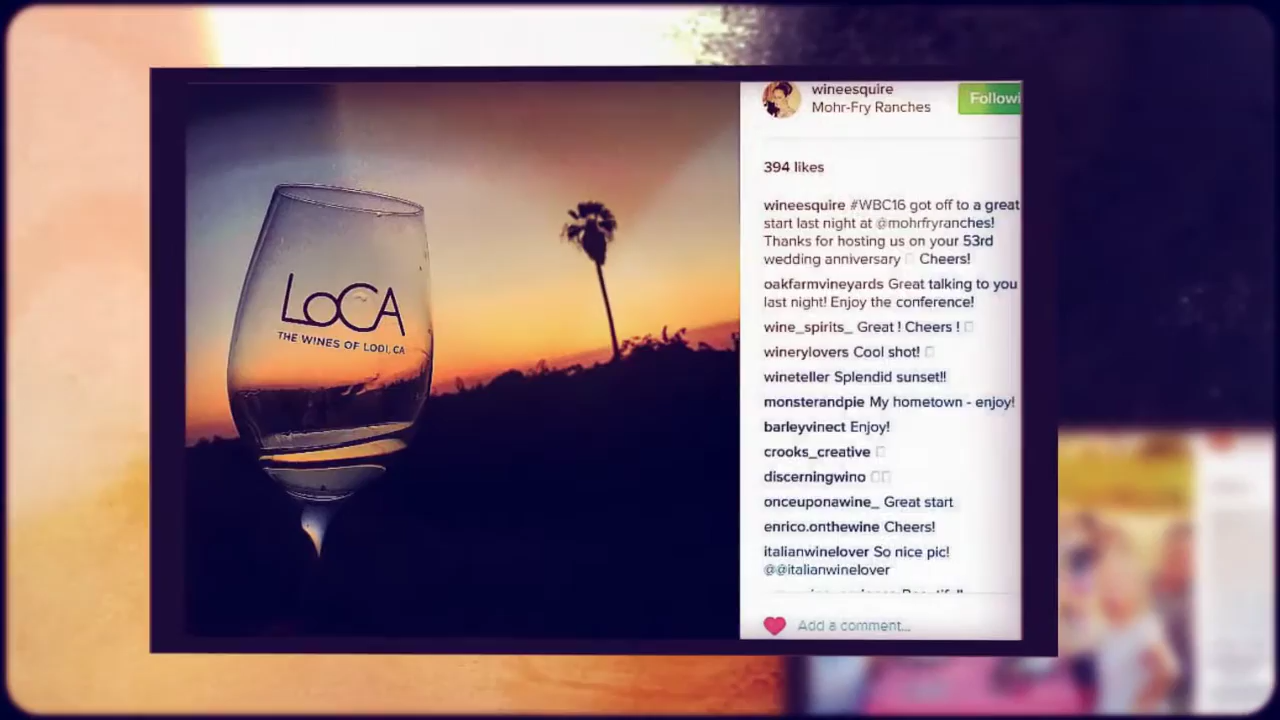 LoCA
THE WINES OF LODI, CA
wineesquire
Mohr-Fry Ranches
Followi
394 likes
wineesquire #WBC16 got off to a great
start last night at @mohrfryranches!
Thanks for hosting us on your 53rd
wedding anniversary Cheers!
oakfarmvineyards Great talking to you
last night! Enjoy the conference!
wine_spirits_ Great ! Cheers !
winerylovers Cool shot!
wineteller Splendid sunset!!
monsterandpie My hometown - enjoy!
barleyvinect Enjoy!
crooks_creative
discerningwino
onceuponawine_ Great start
enrico.onthewine Cheers!
italianwinelover So nice pic!
@@italianwinelover
Add a comment...